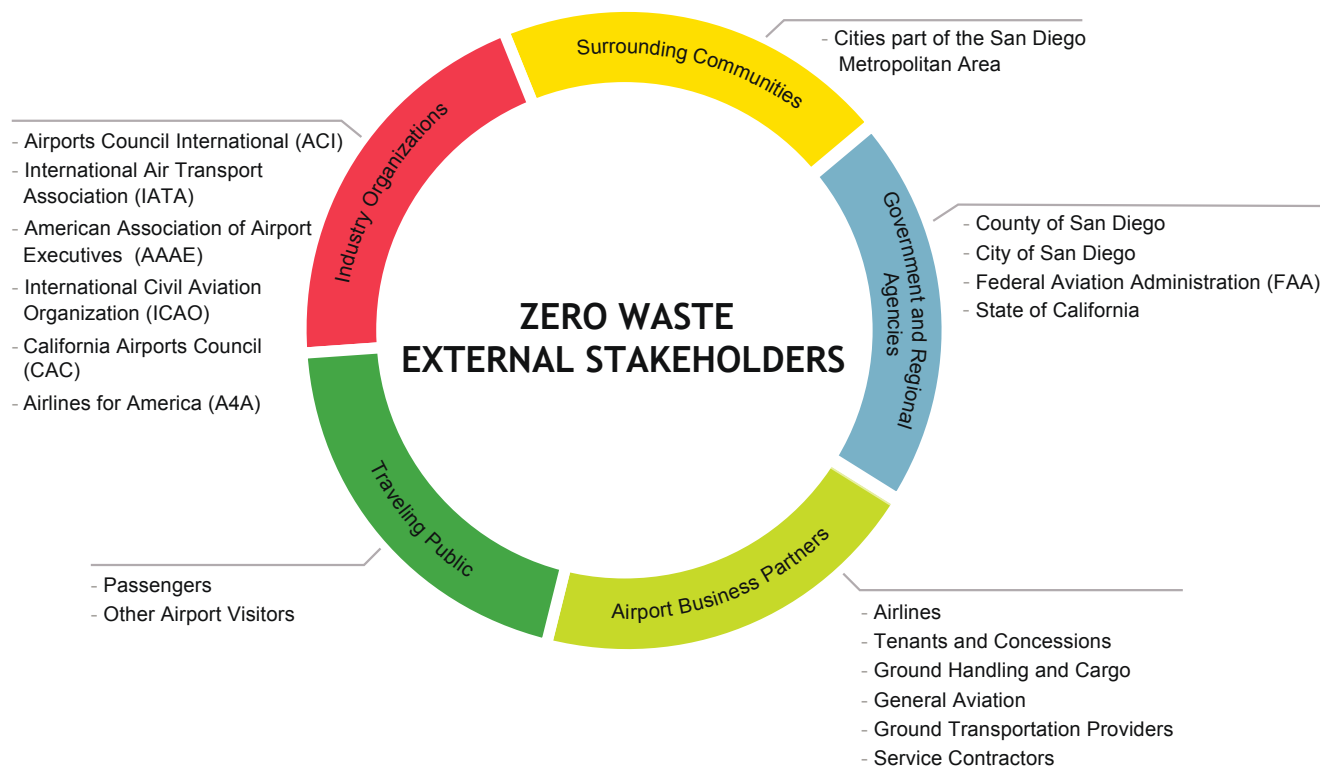 ZERO WASTE
EXTERNAL STAKEHOLDERS
Surrounding Communities
- Cities part of the San Diego
Metropolitan Area
Government and Regional
Agencies
- County of San Diego
- City of San Diego
- Federal Aviation Administration (FAA)
- State of California
Airport Business Partners
- Airlines
- Tenants and Concessions
- Ground Handling and Cargo
- General Aviation
- Ground Transportation Providers
- Service Contractors
Traveling Public
- Passengers
- Other Airport Visitors
Industry Organizations
- Airports Council International (ACI)
- International Air Transport
Association (IATA)
- American Association of Airport
Executives (AAAE)
- International Civil Aviation
Organization (ICAO)
- California Airports Council
(CAC)
- Airlines for America (A4A)